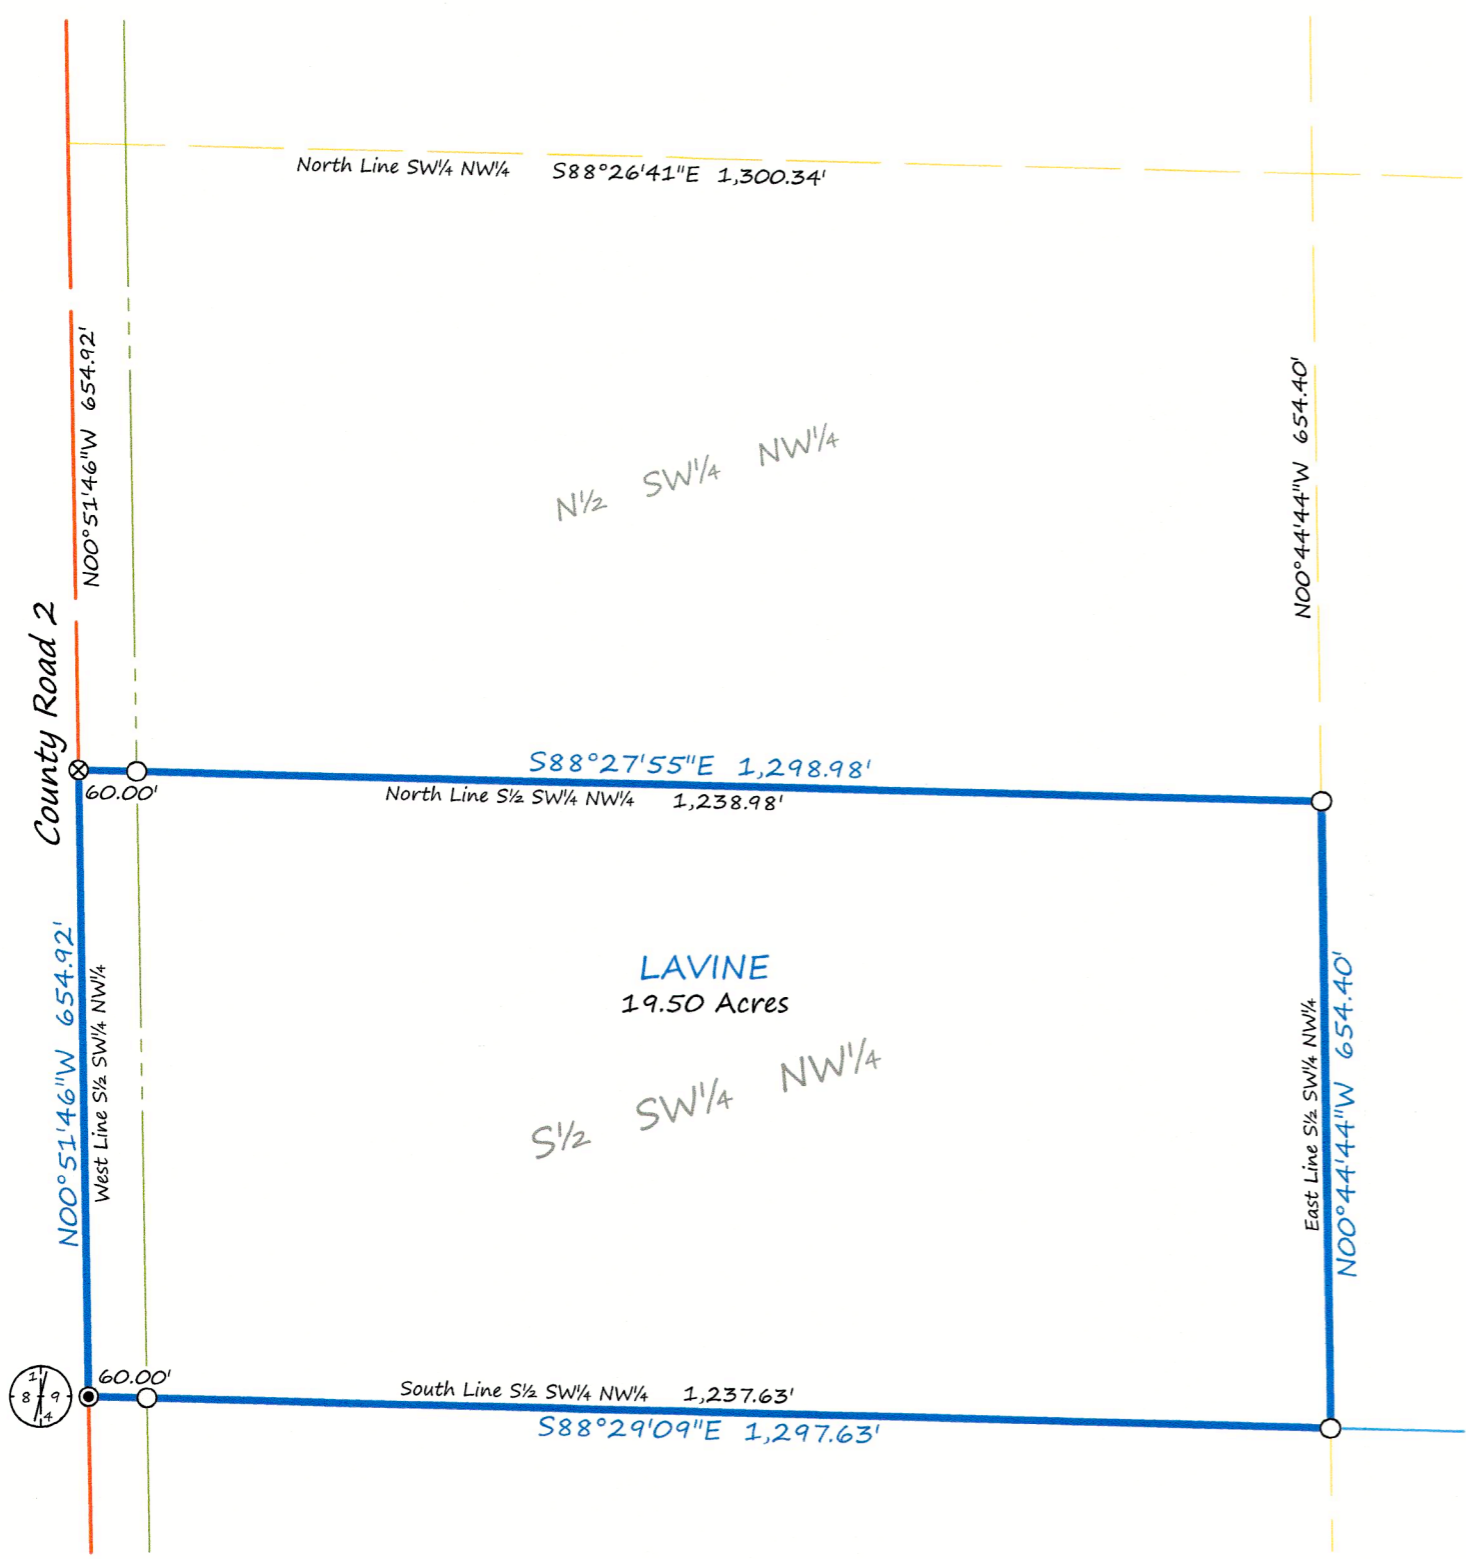 North Line SW¼ NW¼ S88°26'41"E 1,300.34'
N00°51'46"W 654.92'
N00°44'44"W 654.40'
N½ SW¼ NW¼
County Road 2
S88°27'55"E 1,298.98'
60.00'
North Line S½ SW¼ NW¼ 1,238.98'
LAVINE
19.50 Acres
N00°51'46"W 654.92'
West Line S½ SW¼ NW¼
S½ SW¼ NW¼
East Line S½ SW¼ NW¼
N00°44'44"W 654.40'
60.00'
1
8 9
4
South Line S½ SW¼ NW¼ 1,237.63'
S88°29'09"E 1,297.63'